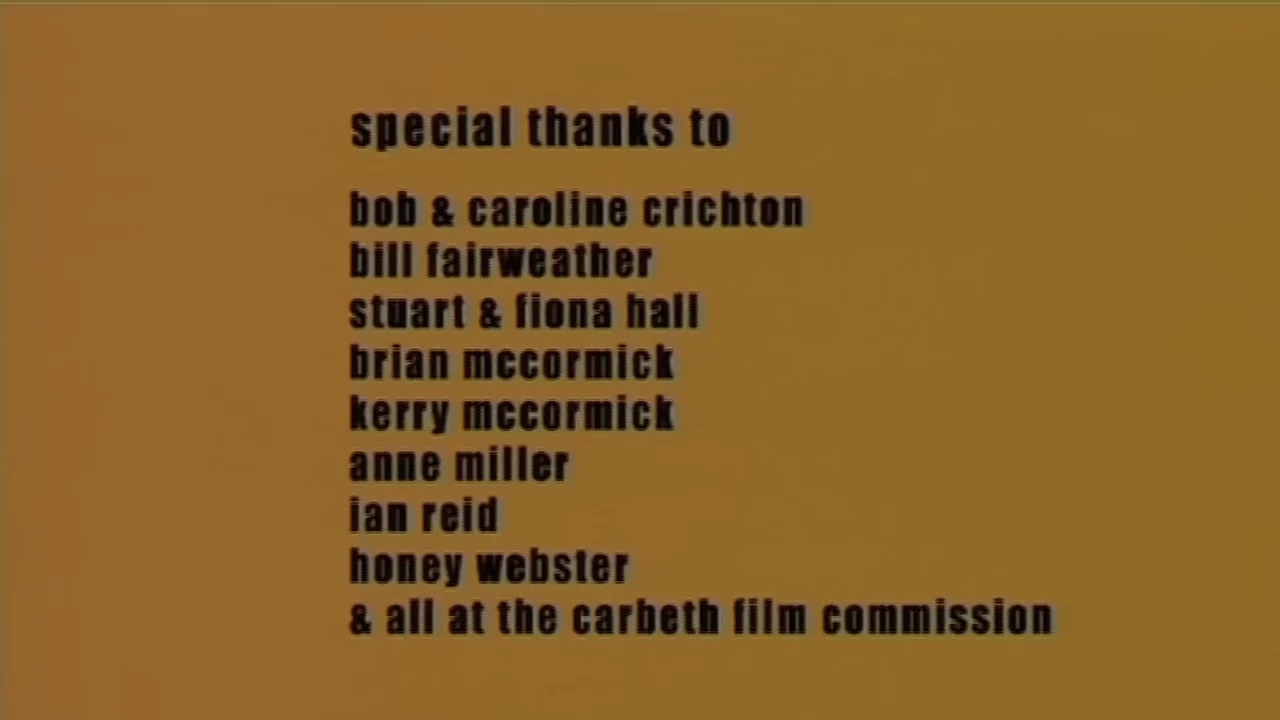 special thanks to
bob & caroline crichton
bill fairweather
stuart & fiona hall
brian mccormick
kerry mccormick
anne miller
ian reid
honey webster
& all at the carbeth film commission